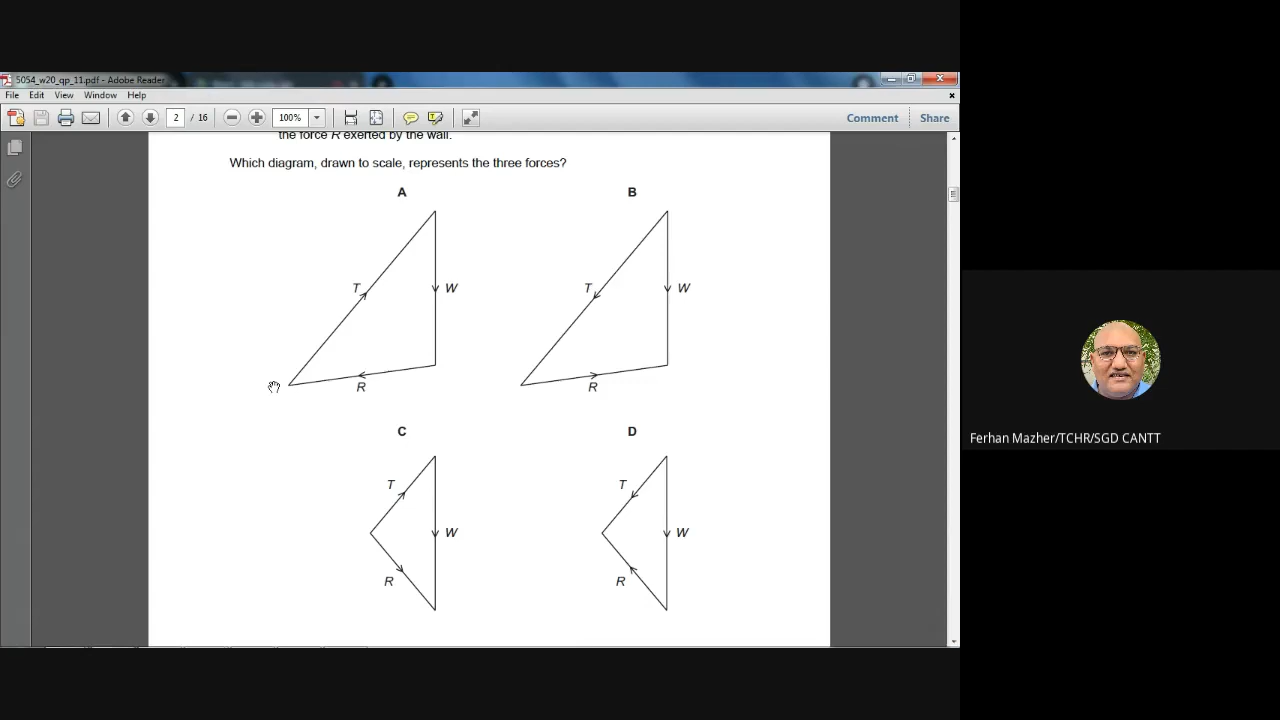 5054_w20_qp_11.pdf - Adobe Reader
File Edit View Window Help
2 / 16 100% Comment Share
the force R exerted by the wall.
Which diagram, drawn to scale, represents the three forces?
A B
T W T W
R R
C D
T T
W W
R R
Ferhan Mazher/TCHR/SGD CANTT